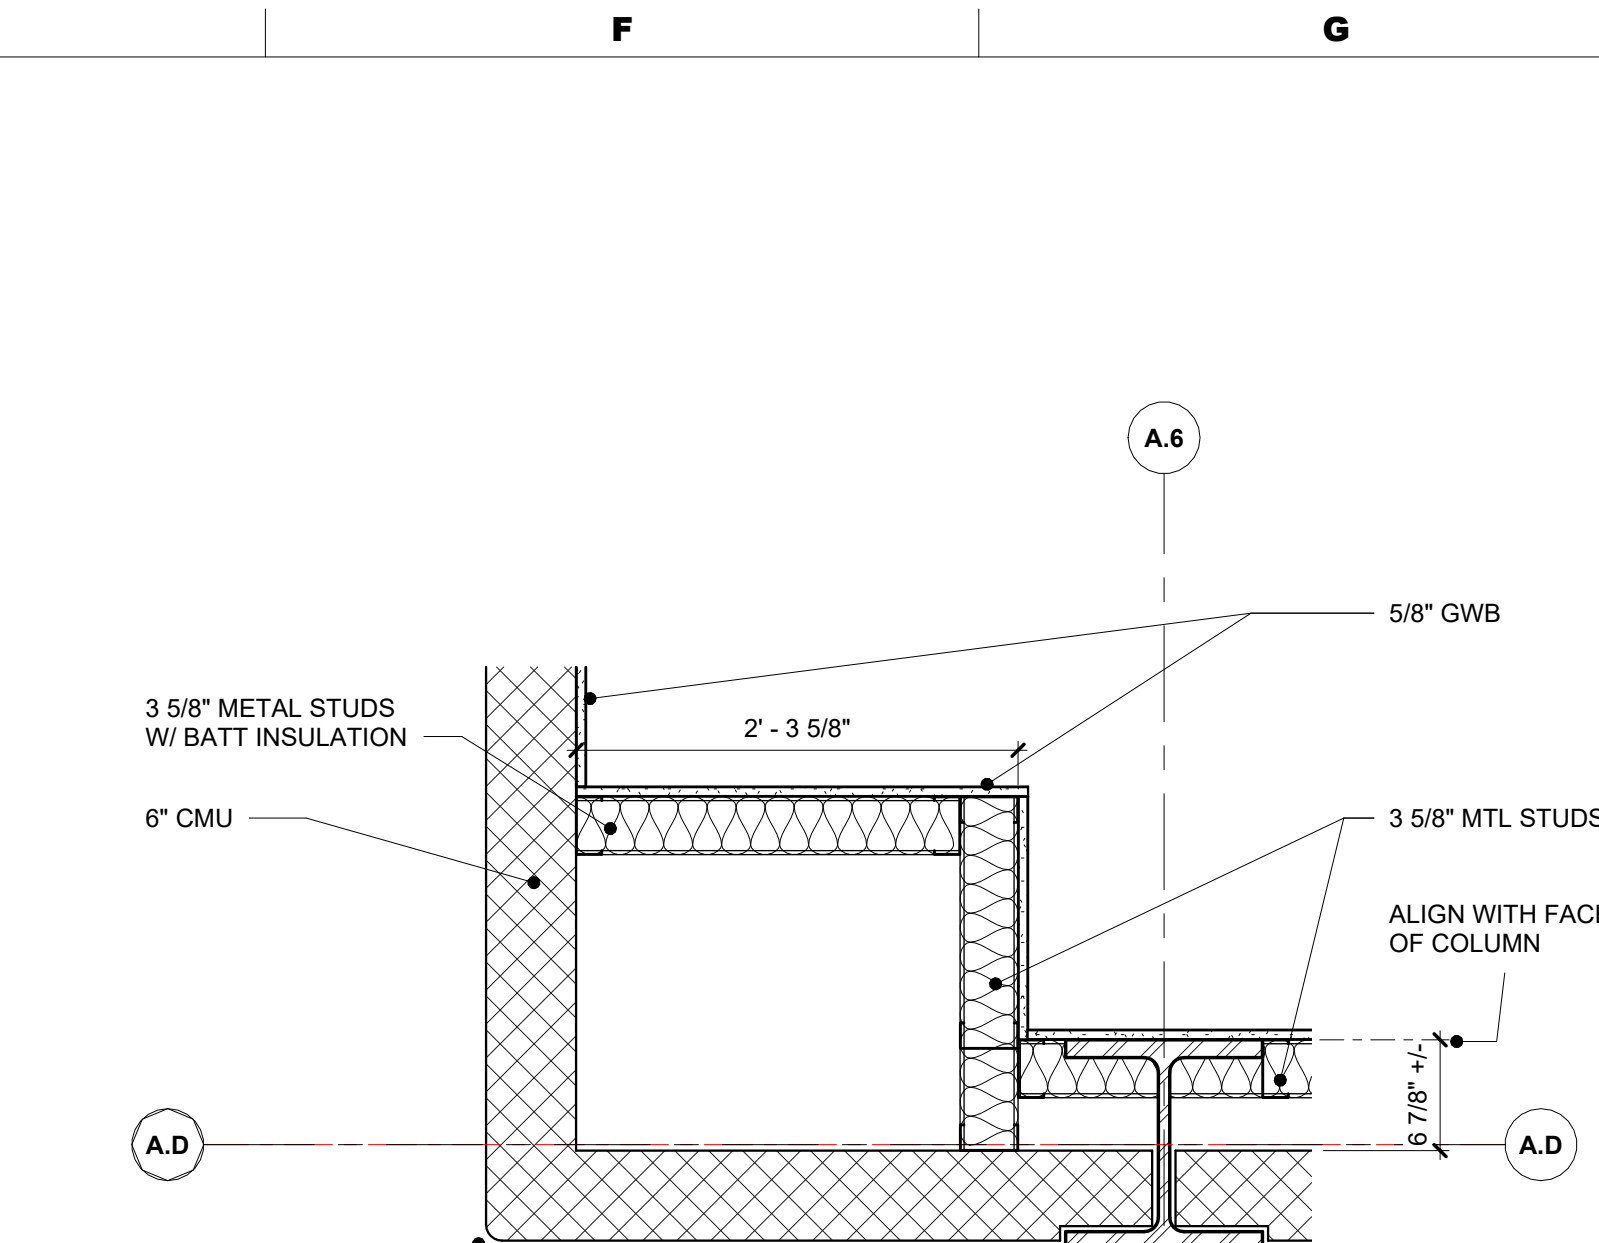 F
G
A.6
5/8" GWB
3 5/8" METAL STUDS
W/ BATT INSULATION
2' - 3 5/8"
6" CMU
3 5/8" MTL STUDS
ALIGN WITH FACE
OF COLUMN
6 7/8" +/-
A.D
A.D